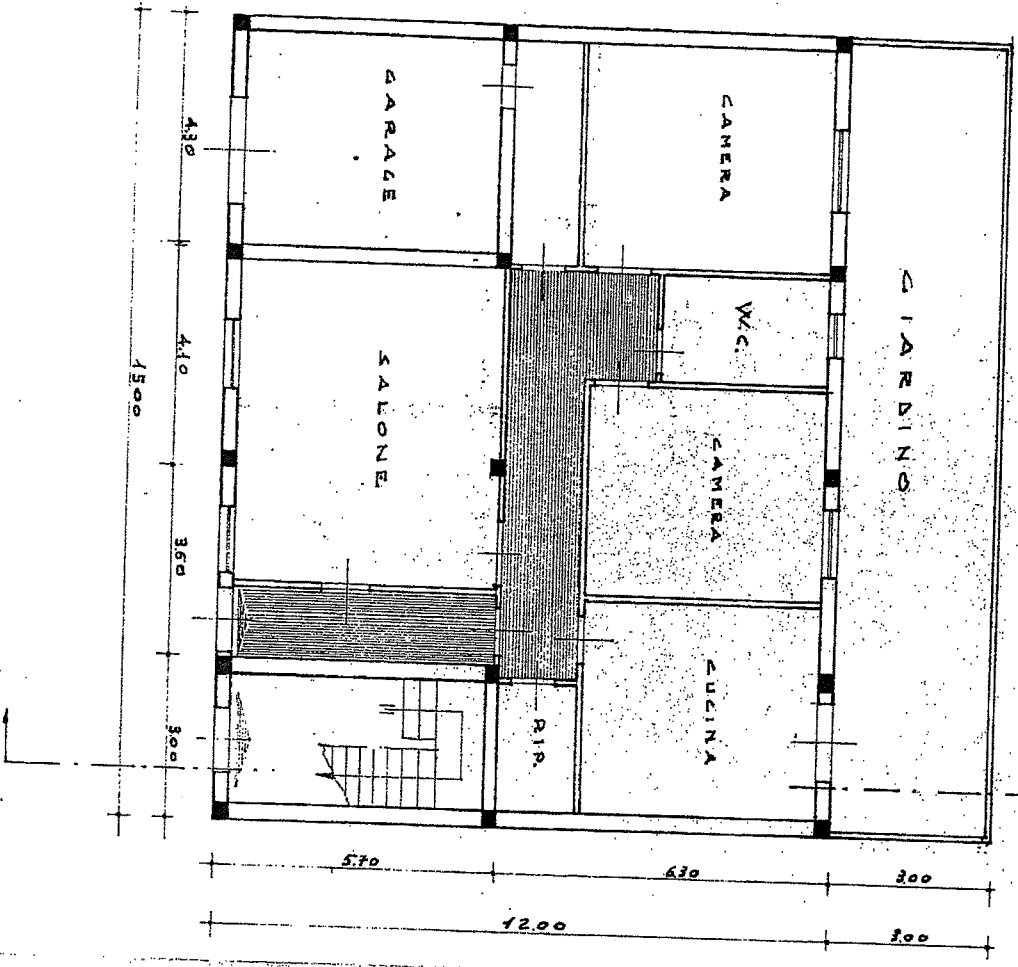 GARAGE
CAMERA
W.C.
GIARDINO
SALONE
CAMERA
CUCINA
RIP.
4.30
4.10
3.60
3.00
15.00
5.70
6.30
3.00
12.00
3.00